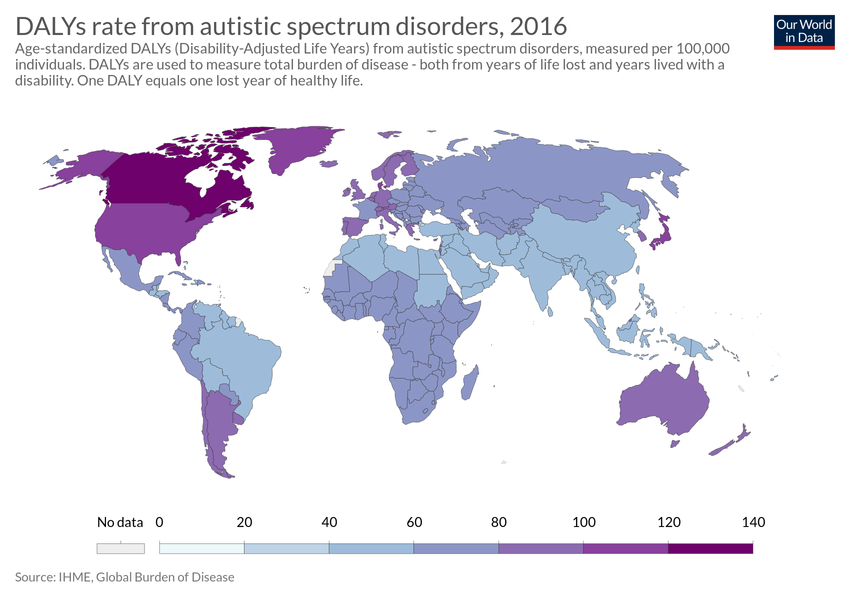 DALYs rate from autistic spectrum disorders, 2016
Our World
in Data
Age-standardized DALYs (Disability-Adjusted Life Years) from autistic spectrum disorders, measured per 100,000
individuals. DALYs are used to measure total burden of disease - both from years of life lost and years lived with a
disability. One DALY equals one lost year of healthy life.
No data 0 20 40 60 80 100 120 140
Source: IHME, Global Burden of Disease